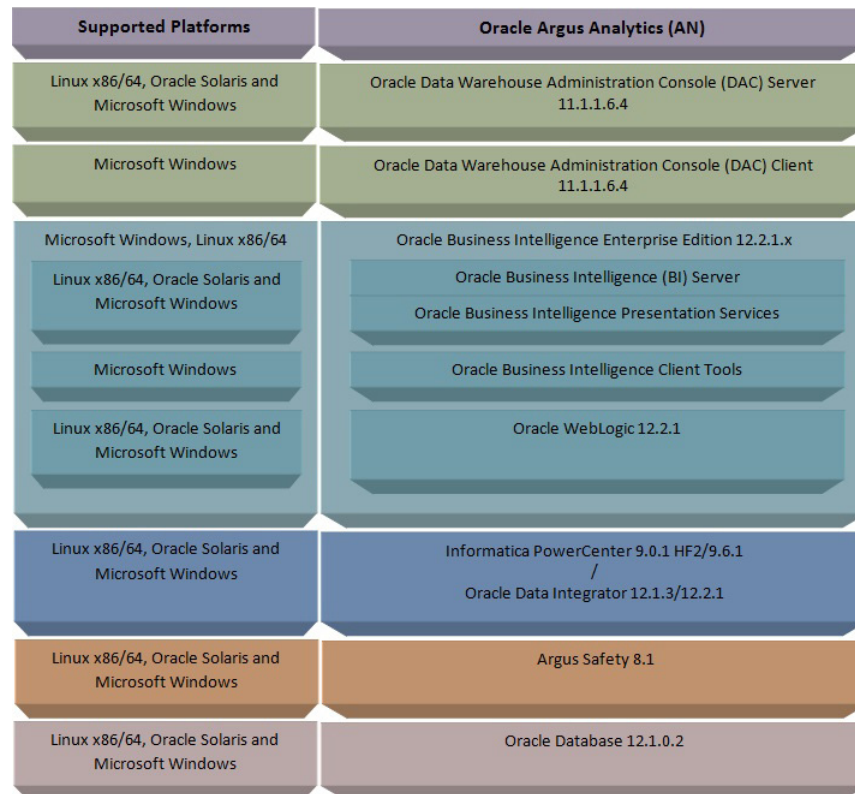 Supported Platforms
Oracle Argus Analytics (AN)
Linux x86/64, Oracle Solaris and
Microsoft Windows
Oracle Data Warehouse Administration Console (DAC) Server
11.1.1.6.4
Microsoft Windows
Oracle Data Warehouse Administration Console (DAC) Client
11.1.1.6.4
Microsoft Windows, Linux x86/64
Oracle Business Intelligence Enterprise Edition 12.2.1.x
Linux x86/64, Oracle Solaris and
Microsoft Windows
Oracle Business Intelligence (BI) Server
Oracle Business Intelligence Presentation Services
Microsoft Windows
Oracle Business Intelligence Client Tools
Linux x86/64, Oracle Solaris and
Microsoft Windows
Oracle WebLogic 12.2.1
Linux x86/64, Oracle Solaris and
Microsoft Windows
Informatica PowerCenter 9.0.1 HF2/9.6.1
/
Oracle Data Integrator 12.1.3/12.2.1
Linux x86/64, Oracle Solaris and
Microsoft Windows
Argus Safety 8.1
Linux x86/64, Oracle Solaris and
Microsoft Windows
Oracle Database 12.1.0.2